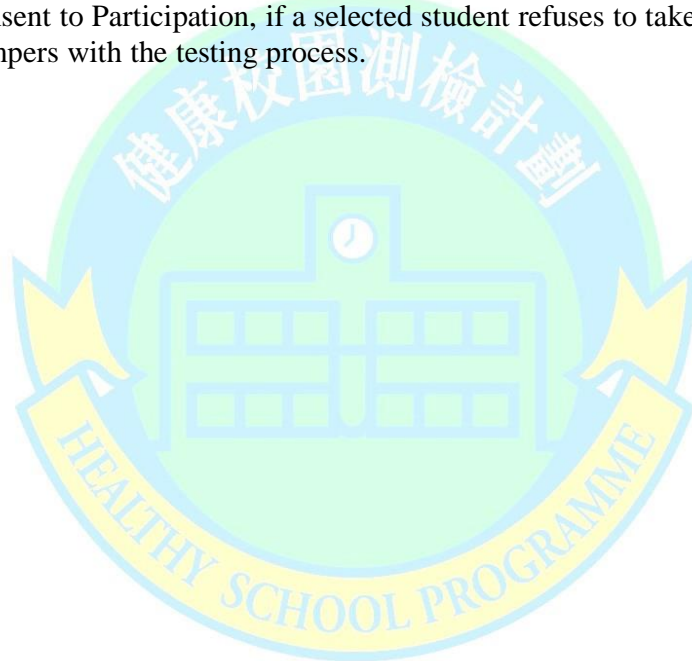 sent to Participation, if a selected student refuses to take
pers with the testing process.
健康校園測檢計劃
HEALTHY SCHOOL PROGRAMME